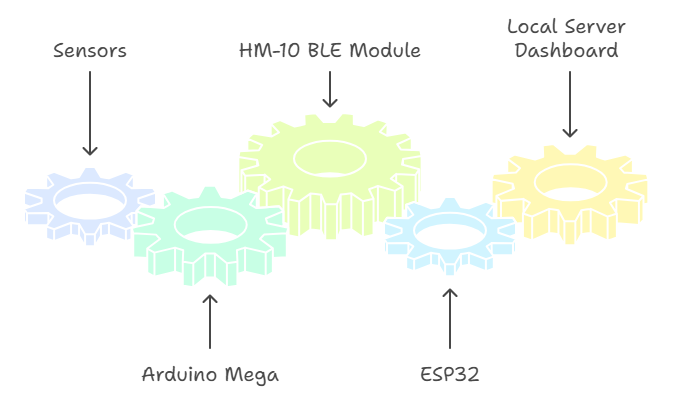 Sensors
HM-10 BLE Module
Local Server
Dashboard
Arduino Mega
ESP32